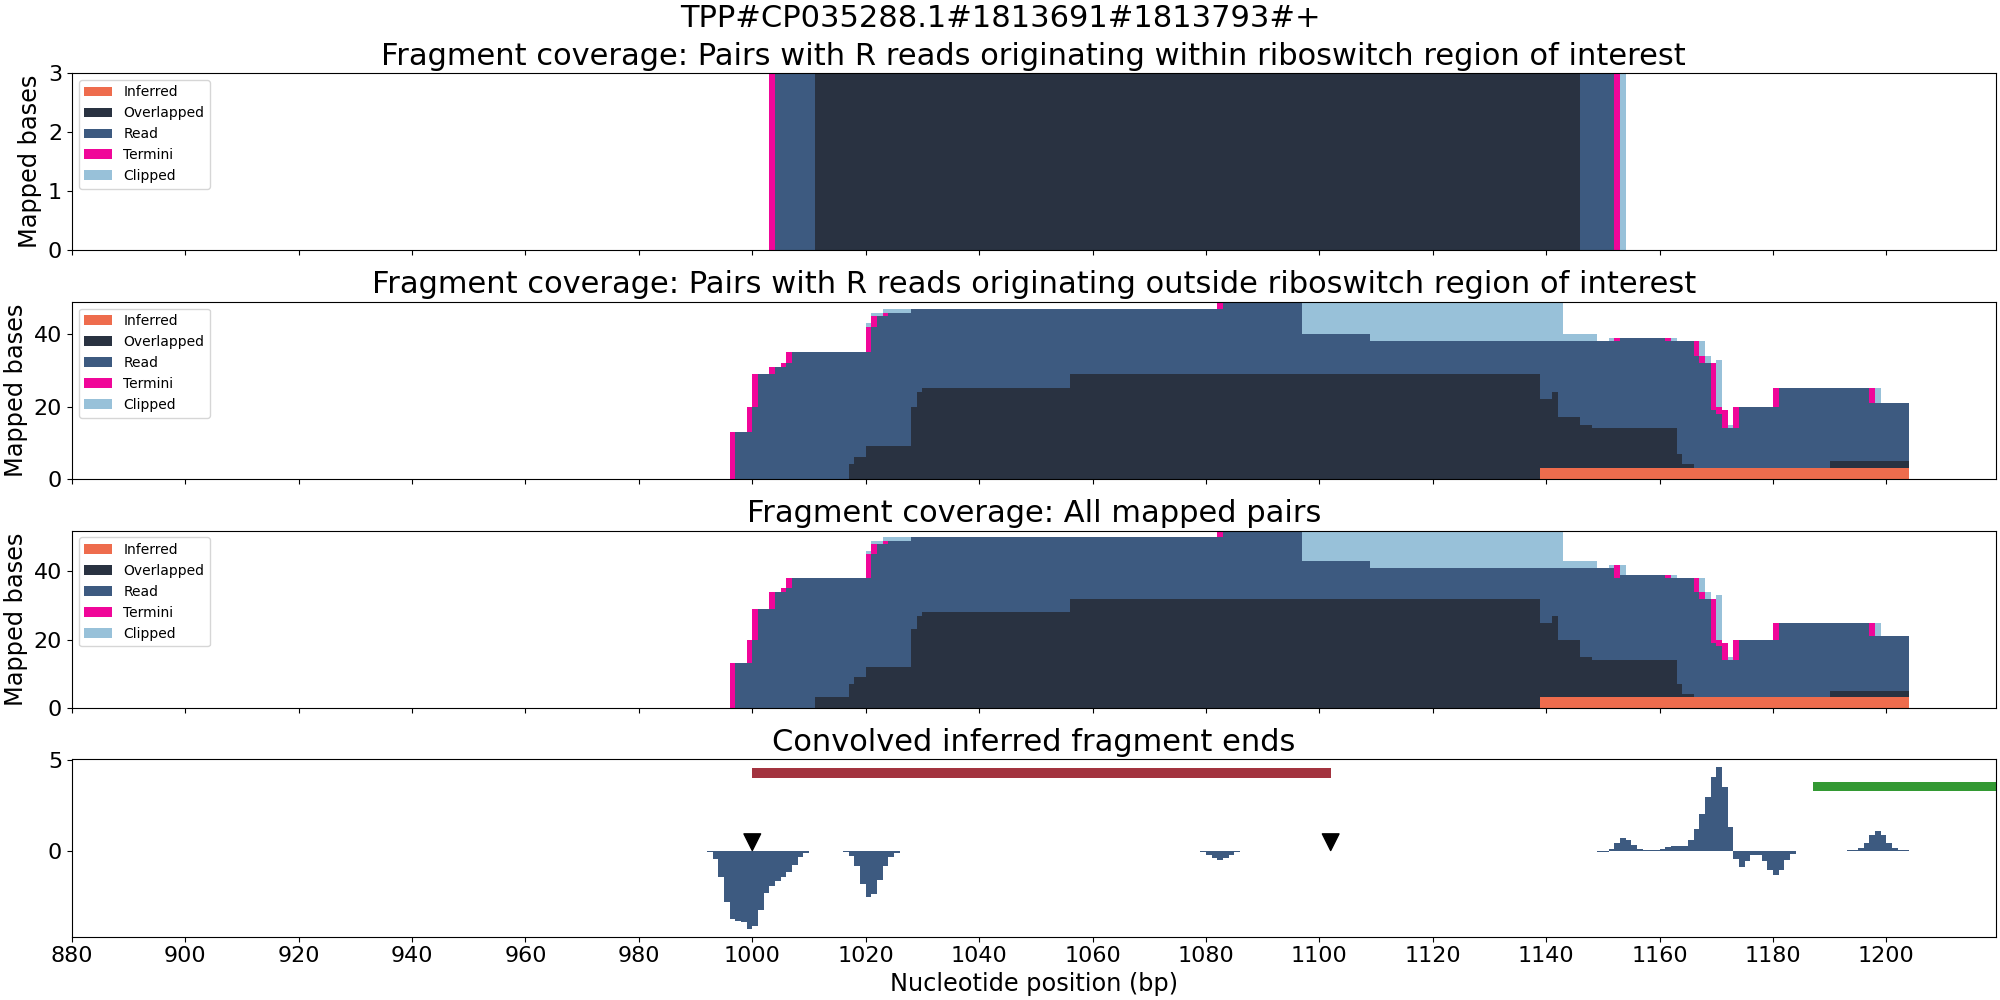 TPP#CP035288.1#1813691#1813793#+
Fragment coverage: Pairs with R reads originating within riboswitch region of interest
Mapped bases
3
2
1
0
Inferred
Overlapped
Read
Termini
Clipped
Fragment coverage: Pairs with R reads originating outside riboswitch region of interest
Mapped bases
40
20
0
Inferred
Overlapped
Read
Termini
Clipped
Fragment coverage: All mapped pairs
Mapped bases
40
20
0
Inferred
Overlapped
Read
Termini
Clipped
Convolved inferred fragment ends
5
0
880 900 920 940 960 980 1000 1020 1040 1060 1080 1100 1120 1140 1160 1180 1200
Nucleotide position (bp)